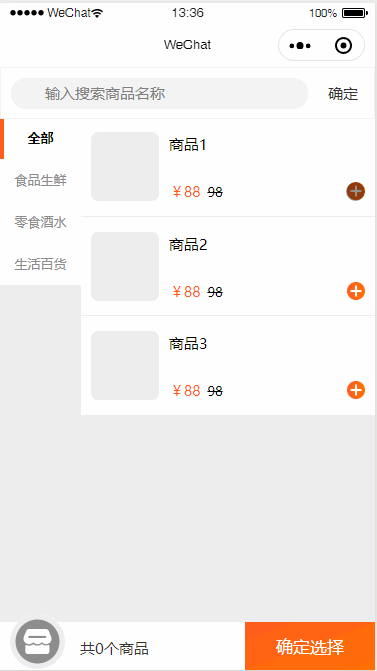 WeChat 13:36 100%
WeChat
输入搜索商品名称 确定
全部
食品生鲜
零食酒水
生活百货
商品1
￥88 98
商品2
￥88 98
商品3
￥88 98
共0个商品 确定选择